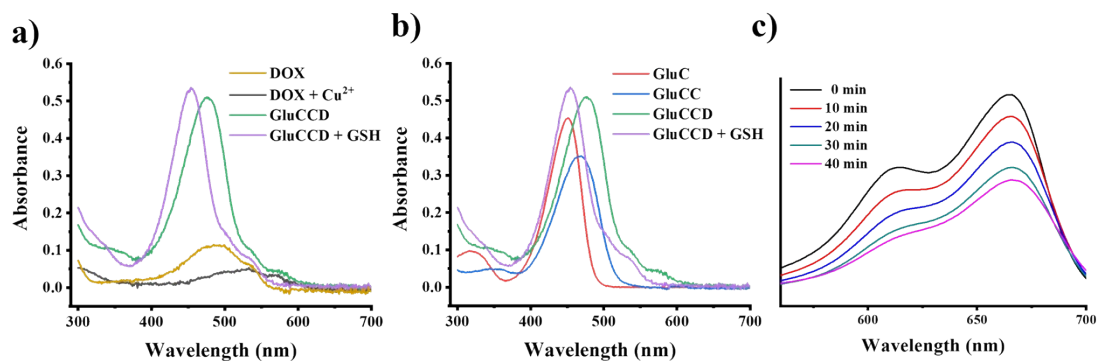 a)
Absorbance
0.6
0.5
0.4
0.3
0.2
0.1
0.0
300 400 500 600 700
Wavelength (nm)
DOX
DOX + Cu²⁺
GluCCD
GluCCD + GSH
b)
Absorbance
0.6
0.5
0.4
0.3
0.2
0.1
0.0
300 400 500 600 700
Wavelength (nm)
GluC
GluCC
GluCCD
GluCCD + GSH
c)
0 min
10 min
20 min
30 min
40 min
600 650 700
Wavelength (nm)